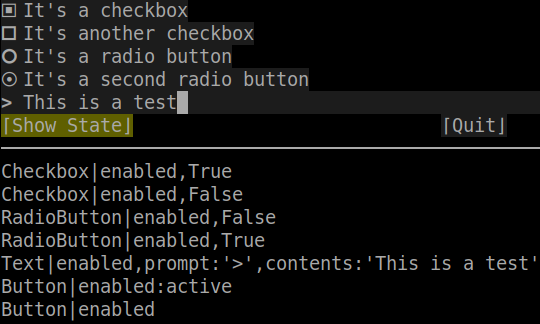 It's a checkbox
It's another checkbox
It's a radio button
It's a second radio button
> This is a test
[Show State] [Quit]
Checkbox|enabled,True
Checkbox|enabled,False
RadioButton|enabled,False
RadioButton|enabled,True
Text|enabled,prompt:'>',contents:'This is a test'
Button|enabled:active
Button|enabled